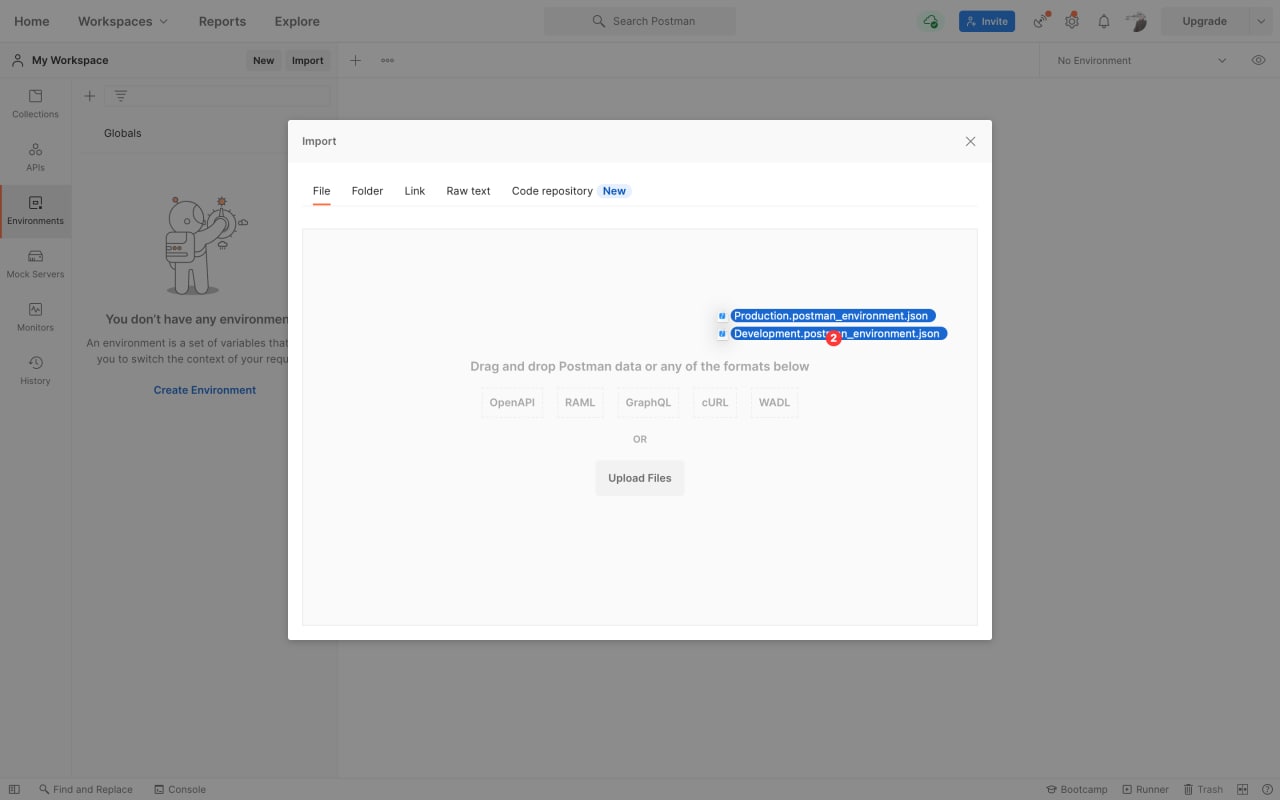 Home Workspaces Reports Explore Search Postman Invite Upgrade
My Workspace New Import No Environment
Collections
Globals
APIs
Environments
Mock Servers
Monitors
History
You don't have any environmen
An environment is a set of variables that
you to switch the context of your requ
Create Environment
Import
File Folder Link Raw text Code repository New
Production.postman_environment.json
Development.postman_environment.json
2
Drag and drop Postman data or any of the formats below
OpenAPI RAML GraphQL cURL WADL
OR
Upload Files
Find and Replace Console Bootcamp Runner Trash